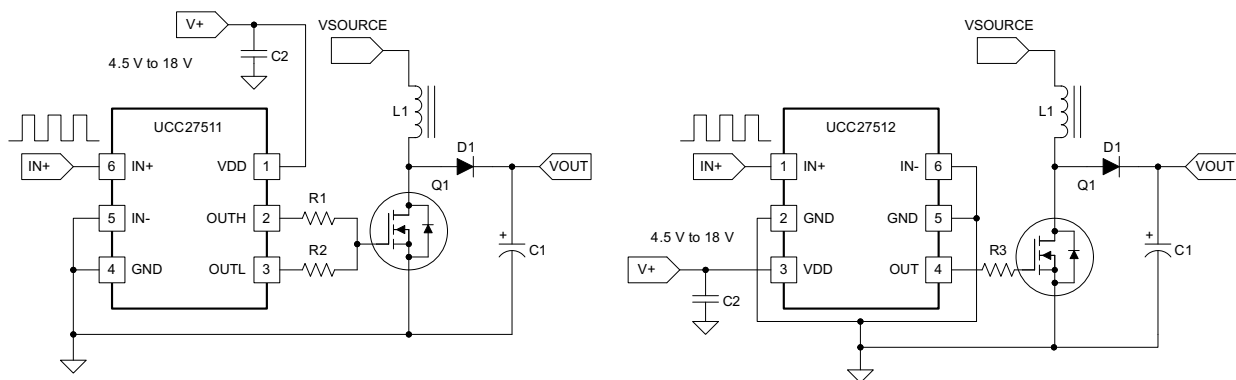 V+
VSOURCE
C2
4.5 V to 18 V
L1
UCC27511
IN+
6
IN+
VDD
1
D1
VOUT
Q1
R1
5
IN-
OUTH
2
R2
4
GND
OUTL
3
C1
+
VSOURCE
L1
UCC27512
IN+
1
IN+
IN-
6
D1
VOUT
Q1
2
GND
GND
5
4.5 V to 18 V
V+
3
VDD
OUT
4
R3
C2
C1
+